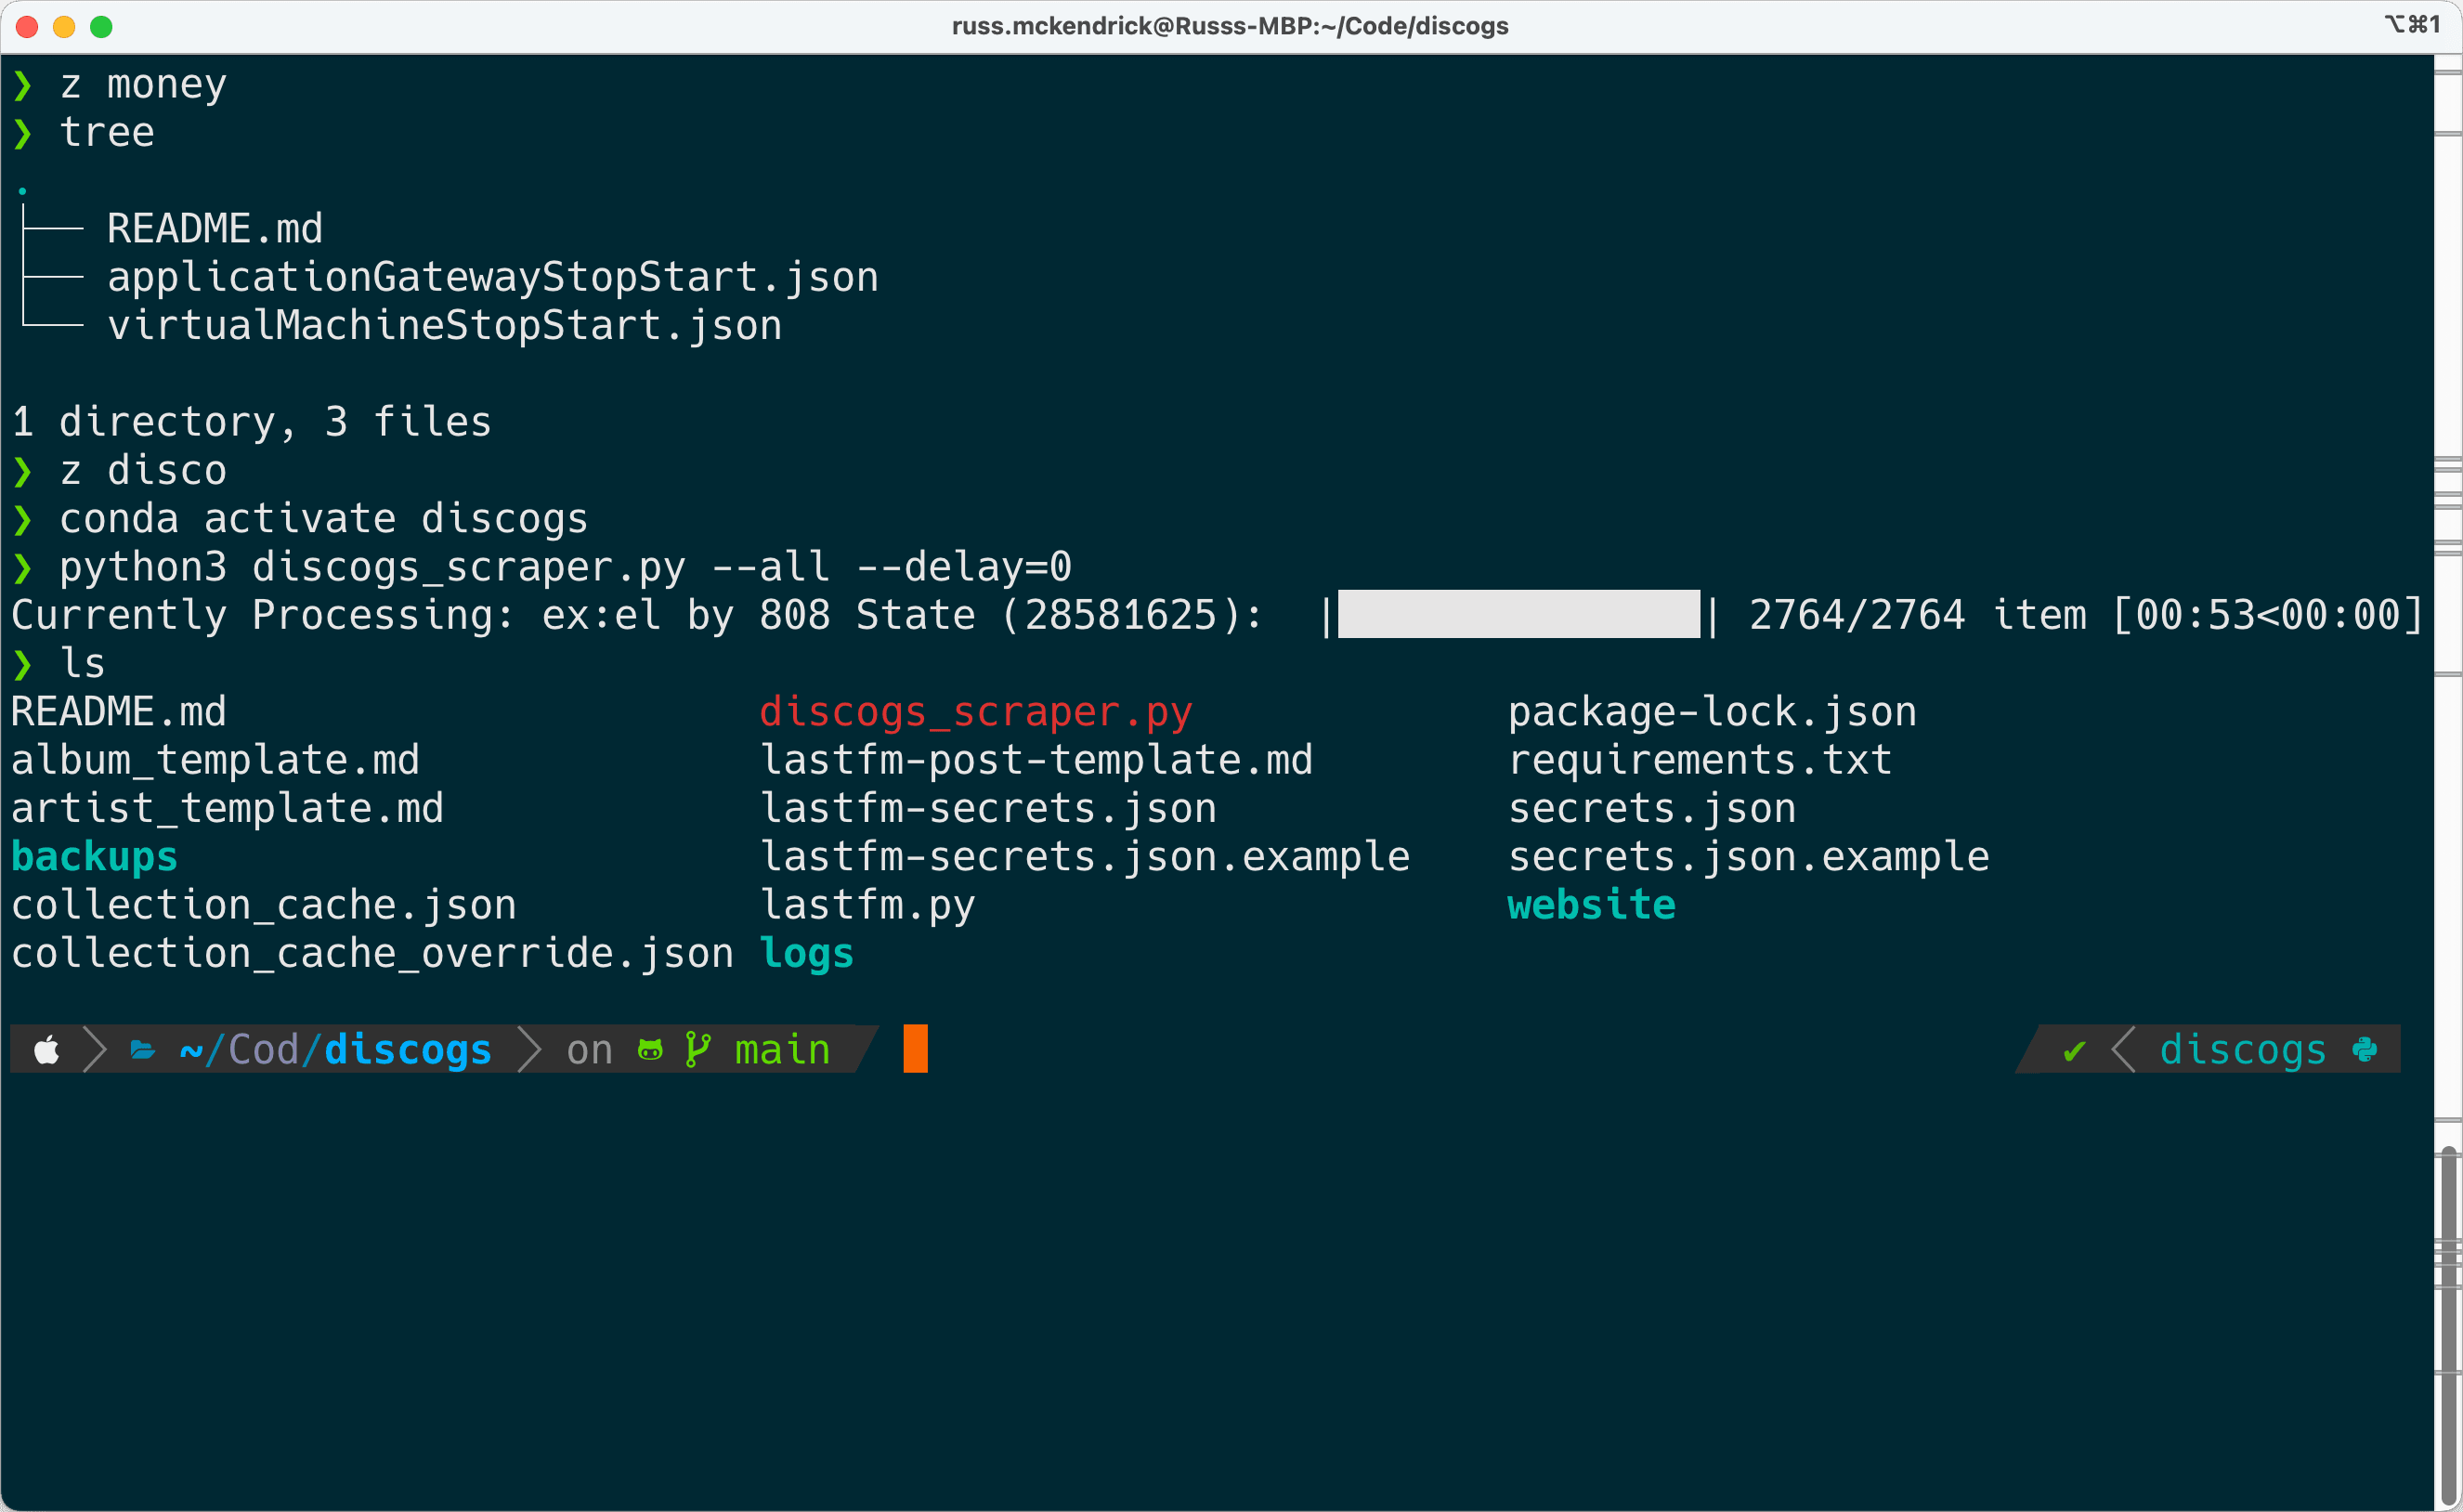 russ.mckendrick@Russs-MBP:~/Code/discogs ⌥⌘1
❯ z money
❯ tree
.
├── README.md
├── applicationGatewayStopStart.json
└── virtualMachineStopStart.json
1 directory, 3 files
❯ z disco
❯ conda activate discogs
❯ python3 discogs_scraper.py --all --delay=0
Currently Processing: ex:el by 808 State (28581625): |███████████████| 2764/2764 item [00:53<00:00]
❯ ls
README.md discogs_scraper.py package-lock.json
album_template.md lastfm-post-template.md requirements.txt
artist_template.md lastfm-secrets.json secrets.json
backups lastfm-secrets.json.example secrets.json.example
collection_cache.json lastfm.py website
collection_cache_override.json logs
~/Cod/discogs on main ✔ discogs